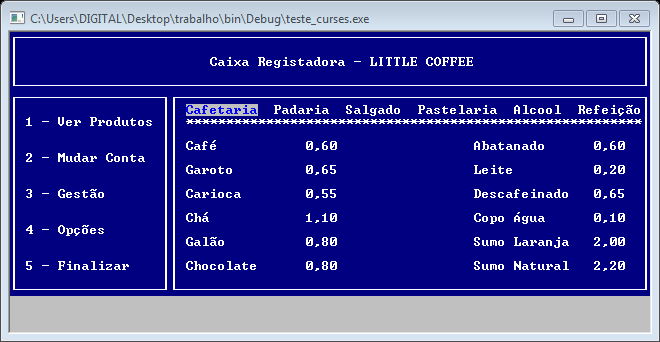 C:\Users\DIGITAL\Desktop\trabalho\bin\Debug\teste_curses.exe
Caixa Registadora - LITTLE COFFEE
1 - Ver Produtos
2 - Mudar Conta
3 - Gestão
4 - Opções
5 - Finalizar
Cafetaria Padaria Salgado Pastelaria Alcool Refeição
*********************************************************
Café 0,60 Abatanado 0,60
Garoto 0,65 Leite 0,20
Carioca 0,55 Descafeinado 0,65
Chá 1,10 Copo água 0,10
Galão 0,80 Sumo Laranja 2,00
Chocolate 0,80 Sumo Natural 2,20